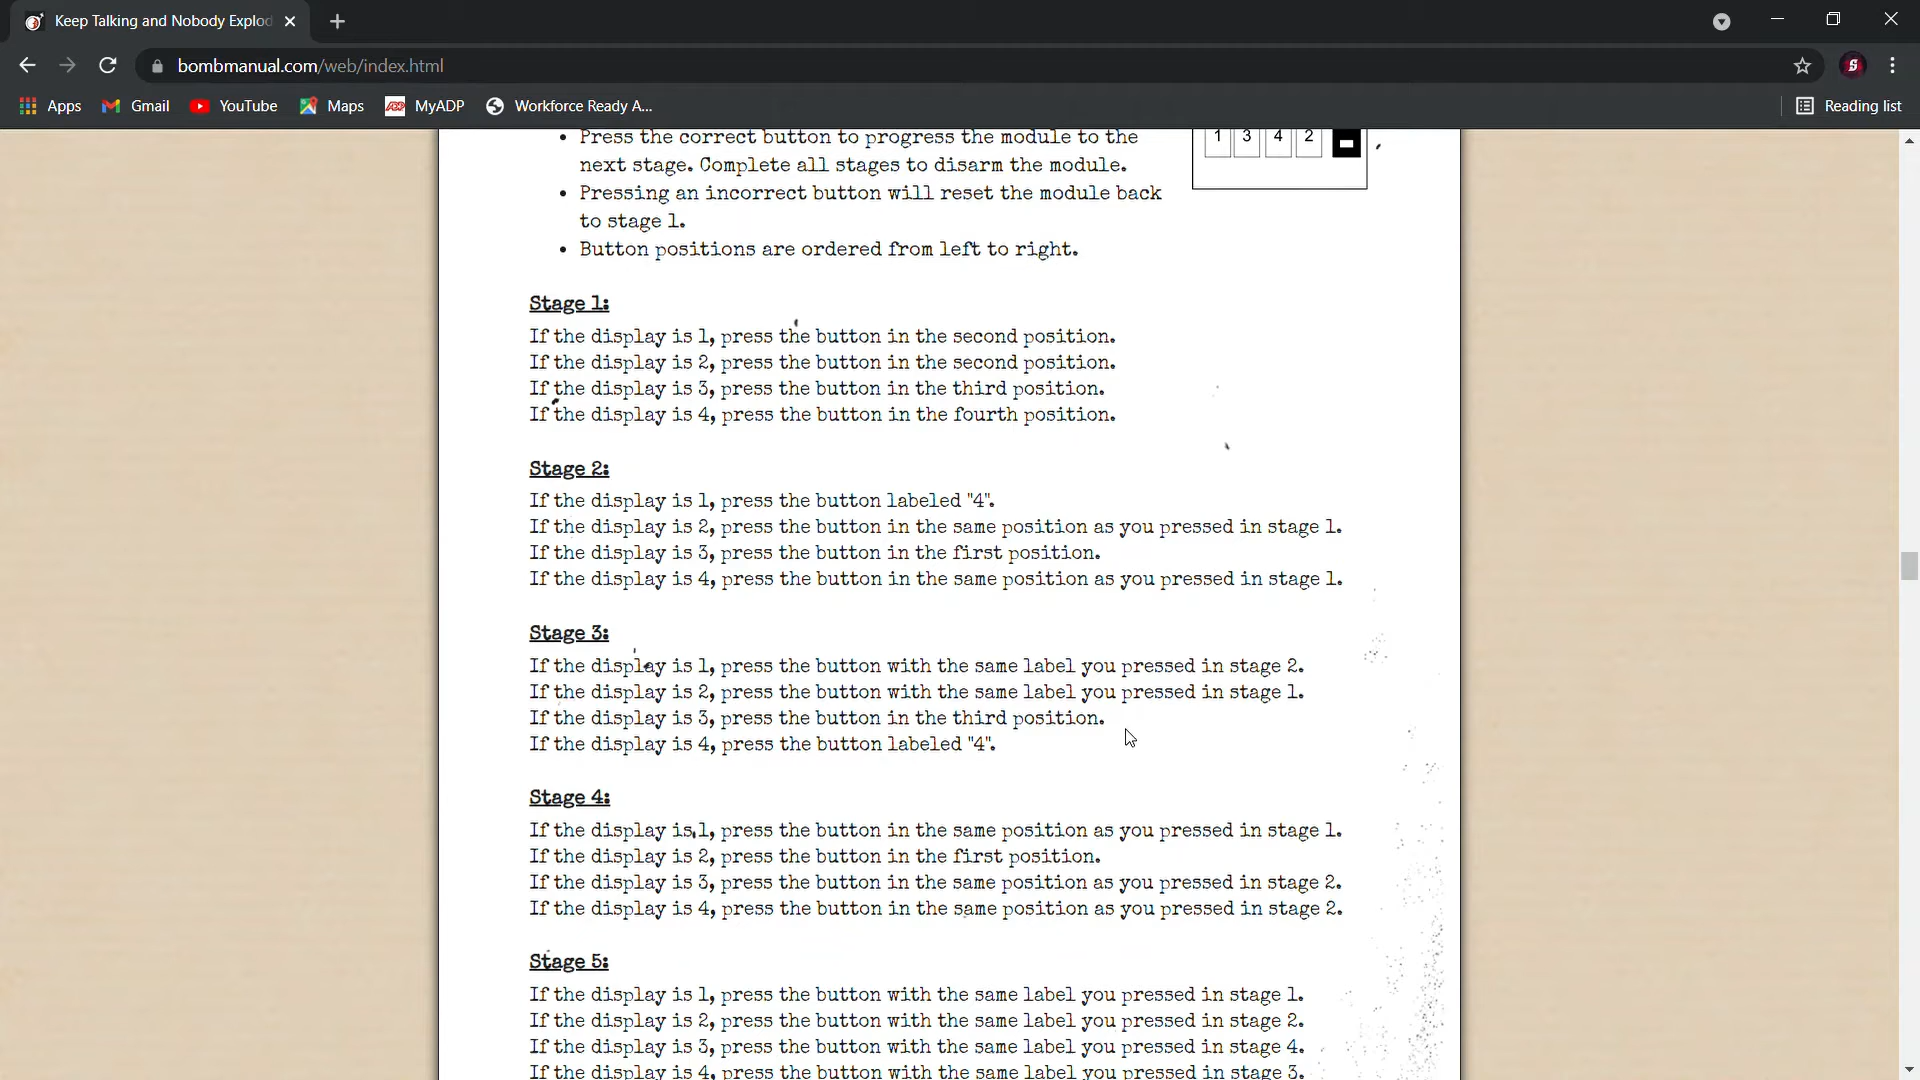 Keep Talking and Nobody Explod
bombmanual.com/web/index.html
Apps
Gmail
YouTube
Maps
MyADP
Workforce Ready A...
Reading list
• Press the correct button to progress the module to the
next stage. Complete all stages to disarm the module.
• Pressing an incorrect button will reset the module back
to stage 1.
• Button positions are ordered from left to right.
1 3 4 2
Stage 1:
If the display is 1, press the button in the second position.
If the display is 2, press the button in the second position.
If the display is 3, press the button in the third position.
If the display is 4, press the button in the fourth position.
Stage 2:
If the display is 1, press the button labeled "4".
If the display is 2, press the button in the same position as you pressed in stage 1.
If the display is 3, press the button in the first position.
If the display is 4, press the button in the same position as you pressed in stage 1.
Stage 3:
If the display is 1, press the button with the same label you pressed in stage 2.
If the display is 2, press the button with the same label you pressed in stage 1.
If the display is 3, press the button in the third position.
If the display is 4, press the button labeled "4".
Stage 4:
If the display is 1, press the button in the same position as you pressed in stage 1.
If the display is 2, press the button in the first position.
If the display is 3, press the button in the same position as you pressed in stage 2.
If the display is 4, press the button in the same position as you pressed in stage 2.
Stage 5:
If the display is 1, press the button with the same label you pressed in stage 1.
If the display is 2, press the button with the same label you pressed in stage 2.
If the display is 3, press the button with the same label you pressed in stage 4.
If the display is 4, press the button with the same label you pressed in stage 3.